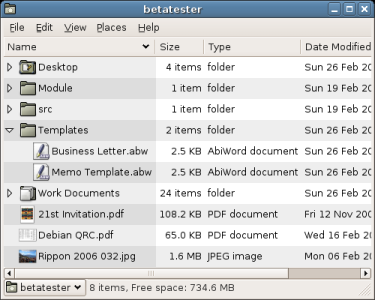 betatester
File Edit View Places Help
Name Size Type Date Modified
Desktop 4 items folder Sun 26 Feb 20
Module 1 item folder Sun 19 Feb 20
src 1 item folder Sun 19 Feb 20
Templates 2 items folder Sun 26 Feb 20
Business Letter.abw 2.5 KB AbiWord document Sun 26 Feb 20
Memo Template.abw 2.5 KB AbiWord document Sun 26 Feb 20
Work Documents 24 items folder Sun 26 Feb 20
21st Invitation.pdf 108.2 KB PDF document Fri 12 Nov 200
Debian QRC.pdf 65.0 KB PDF document Wed 16 Feb 20
Rippon 2006 032.jpg 1.6 MB JPEG image Mon 06 Feb 20
betatester 8 items, Free space: 734.6 MB